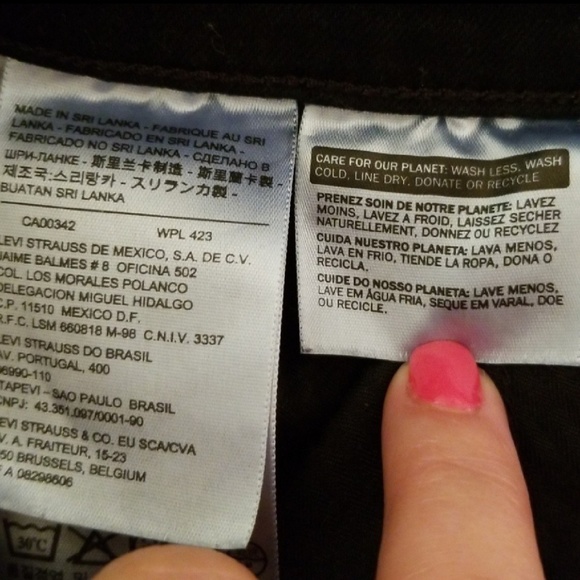 MADE IN SRI LANKA - FABRIQUE AU SRI
LANKA - FABRICADO EN SRI LANKA -
FABRICADO NO SRI LANKA - СДЕЛАНО В
ШРИ-ЛАНКЕ - 斯里兰卡制造 - 斯里蘭卡製 -
제조국:스리랑카 - スリランカ製 -
BUATAN SRI LANKA
CA00342 WPL 423
LEVI STRAUSS DE MEXICO, S.A. DE C.V.
JAIME BALMES # 8 OFICINA 502
COL. LOS MORALES POLANCO
DELEGACION MIGUEL HIDALGO
C.P. 11510 MEXICO D.F.
R.F.C. LSM 660818 M-98 C.N.I.V. 3337
LEVI STRAUSS DO BRASIL
AV. PORTUGAL, 400
06990-110
ITAPEVI – SAO PAULO BRASIL
CNPJ: 43.351.097/0001-90
LEVI STRAUSS & CO. EU SCA/CVA
V. A. FRAITEUR, 15-23
50 BRUSSELS, BELGIUM
A 08298606
30°C
CARE FOR OUR PLANET: WASH LESS, WASH
COLD, LINE DRY, DONATE OR RECYCLE
PRENEZ SOIN DE NOTRE PLANETE: LAVEZ
MOINS, LAVEZ A FROID, LAISSEZ SECHER
NATURELLEMENT, DONNEZ OU RECYCLEZ
CUIDA NUESTRO PLANETA: LAVA MENOS,
LAVA EN FRIO, TIENDE LA ROPA, DONA O
RECICLA.
CUIDE DO NOSSO PLANETA: LAVE MENOS,
LAVE EM ÁGUA FRIA, SEQUE EM VARAL, DOE
OU RECICLE.